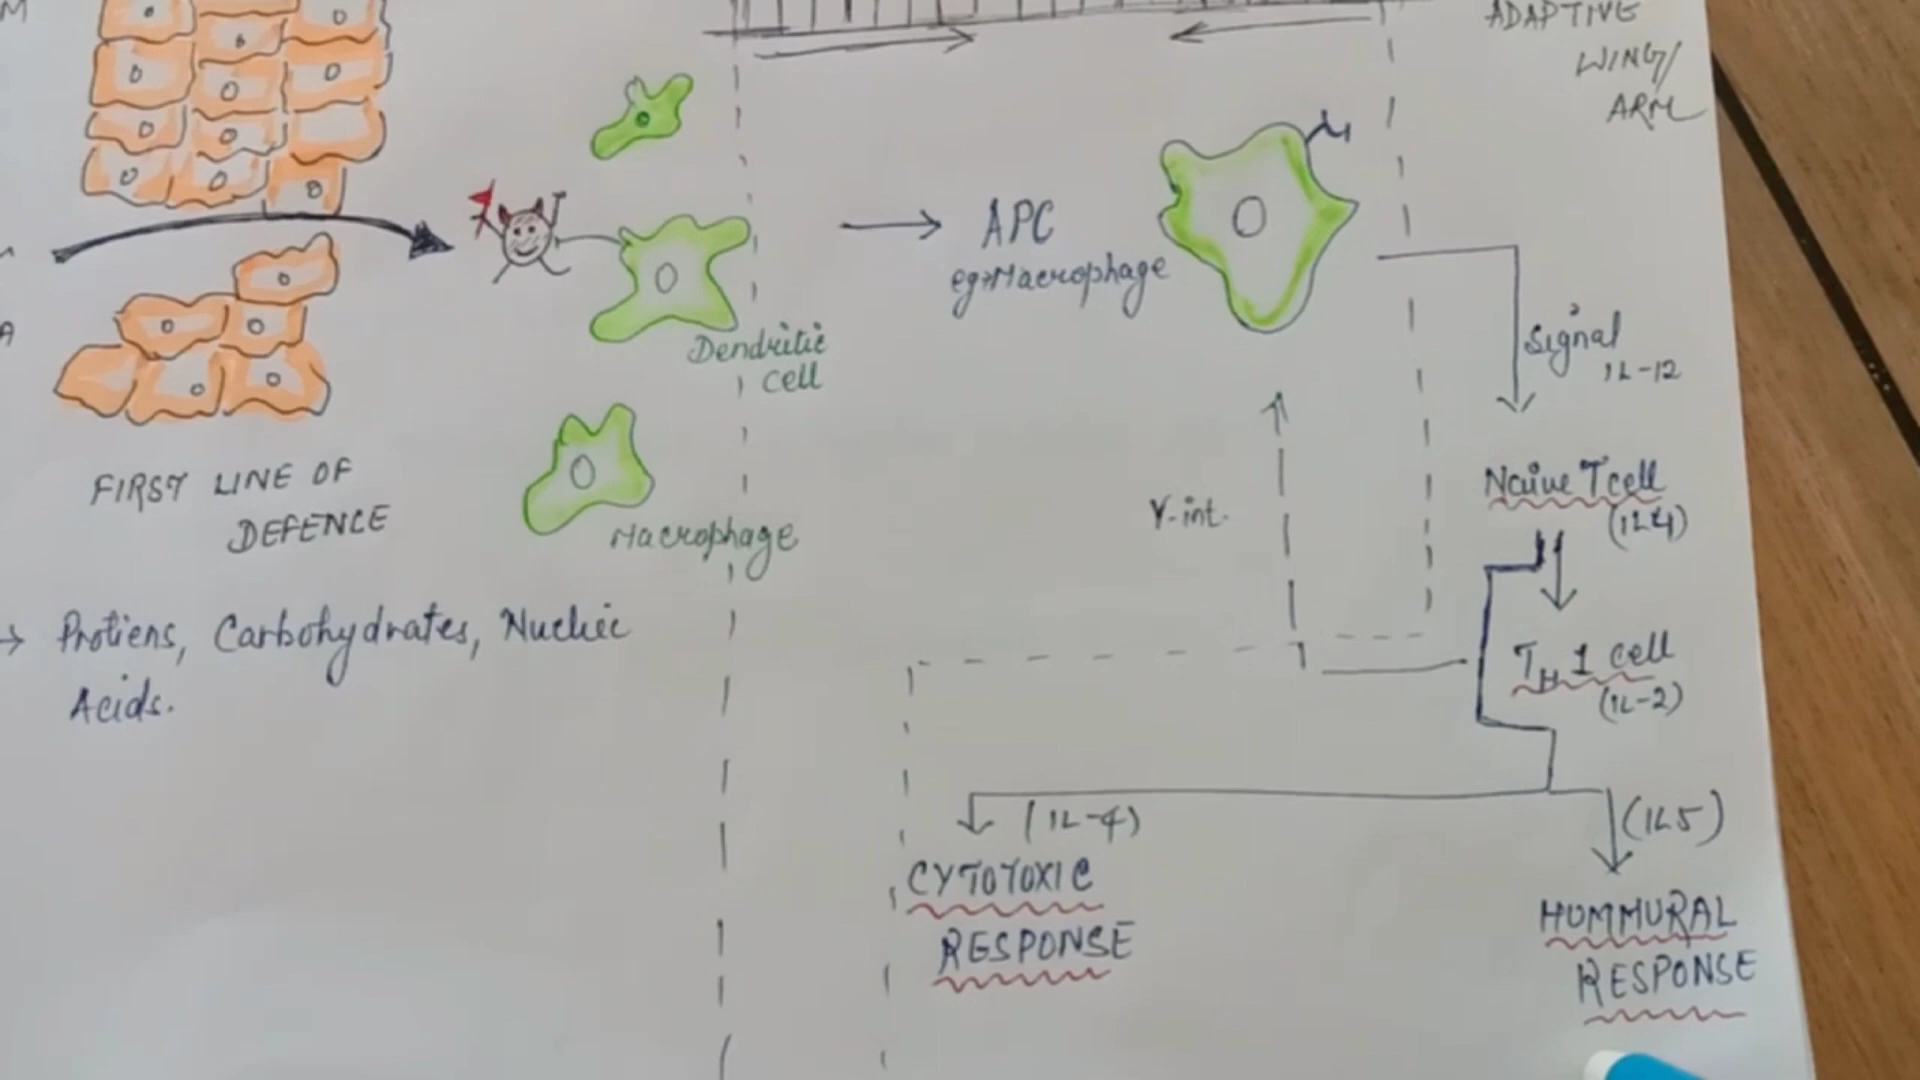 M
ADAPTIVE
WING/
ARM
A
FIRST LINE OF
DEFENCE
→ Protiens, Carbohydrates, Nucleic
Acids.
Dendritic
cell
Macrophage
→ APC
eg→Macrophage
Signal
IL-12
Naive T cell
(IL4)
TH 1 cell
(IL-2)
γ-int.
(IL-4)
CYTOTOXIC
RESPONSE
(IL5)
HUMMURAL
RESPONSE